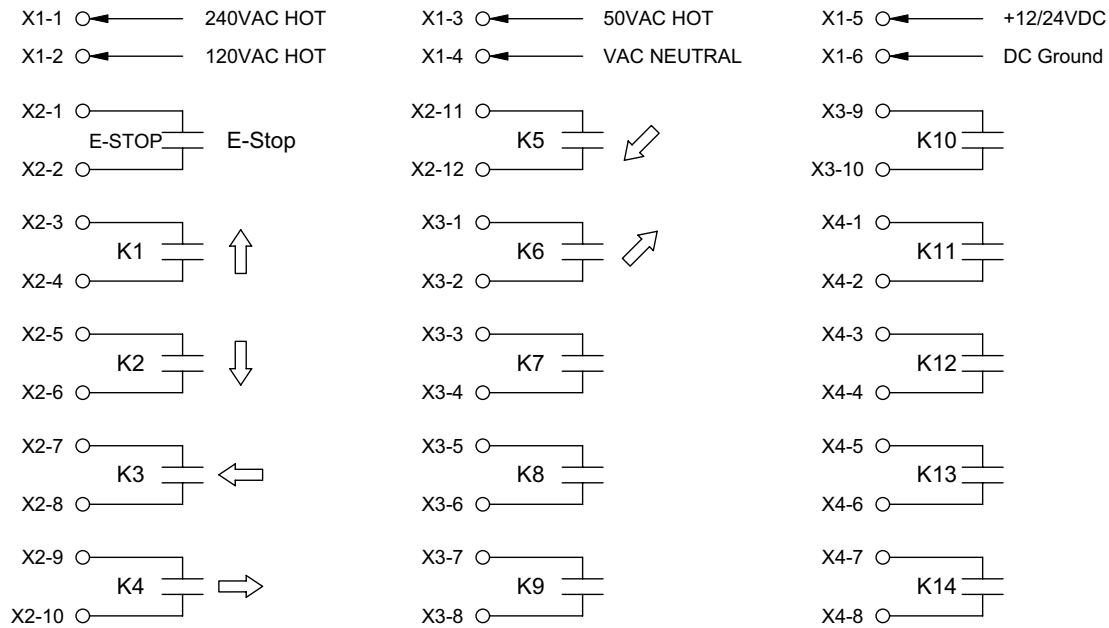 X1-1 240VAC HOT
X1-2 120VAC HOT
X2-1
E-STOP E-Stop
X2-2
X2-3
K1
X2-4
X2-5
K2
X2-6
X2-7
K3
X2-8
X2-9
K4
X2-10
X1-3 50VAC HOT
X1-4 VAC NEUTRAL
X2-11
K5
X2-12
X3-1
K6
X3-2
X3-3
K7
X3-4
X3-5
K8
X3-6
X3-7
K9
X3-8
X1-5 +12/24VDC
X1-6 DC Ground
X3-9
K10
X3-10
X4-1
K11
X4-2
X4-3
K12
X4-4
X4-5
K13
X4-6
X4-7
K14
X4-8